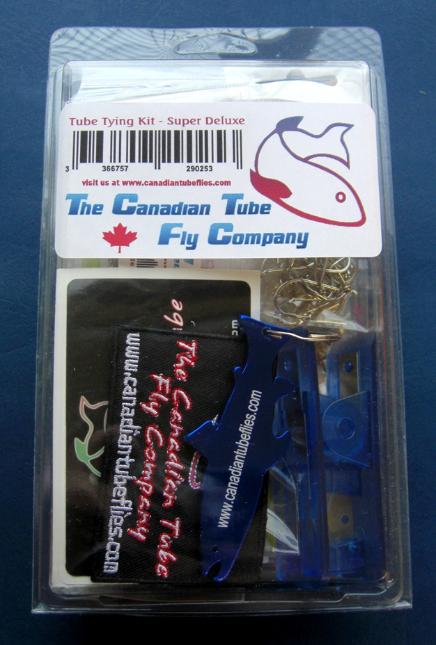 Tube Tying Kit - Super Deluxe
3 366757 290253
visit us at www.canadiantubeflies.com
The Canadian Tube
Fly Company
The Canadian Tube
Fly Company
www.canadiantubeflies.com
www.canadiantubeflies.com